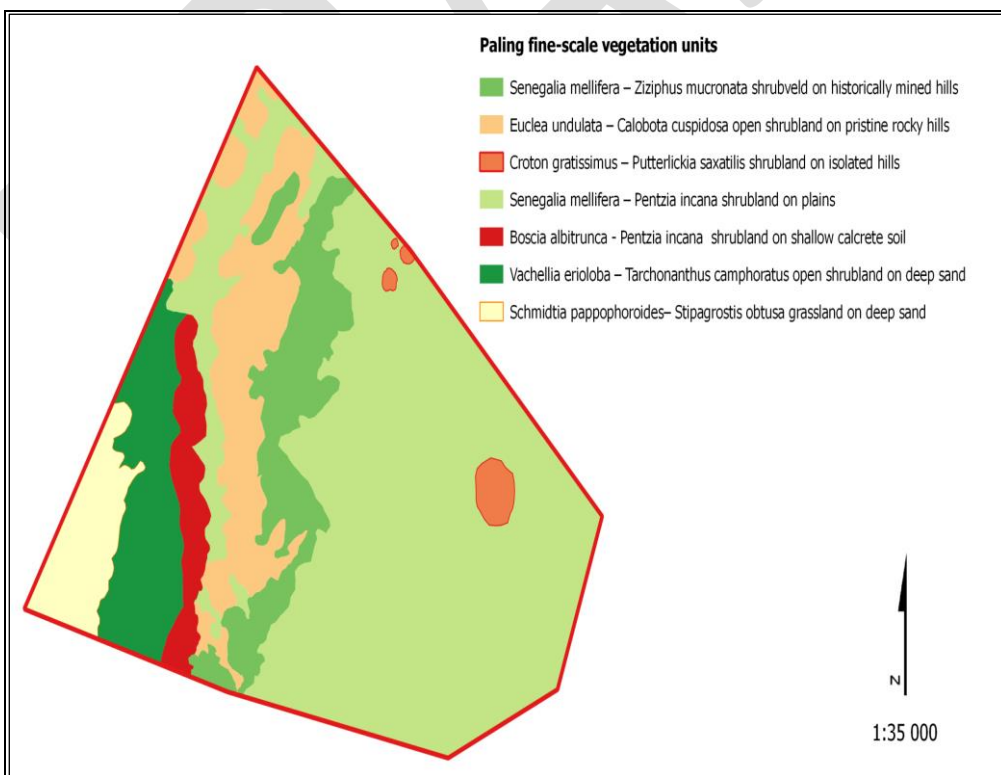 Paling fine-scale vegetation units
Senegalia mellifera – Ziziphus mucronata shrubveld on historically mined hills
Euclea undulata – Calobota cuspidosa open shrubland on pristine rocky hills
Croton gratissimus – Putterlickia saxatilis shrubland on isolated hills
Senegalia mellifera – Pentzia incana shrubland on plains
Boscia albitrunca - Pentzia incana  shrubland on shallow calcrete soil
Vachellia erioloba – Tarchonanthus camphoratus open shrubland on deep sand
Schmidtia pappophoroides– Stipagrostis obtusa grassland on deep sand
N
1:35 000